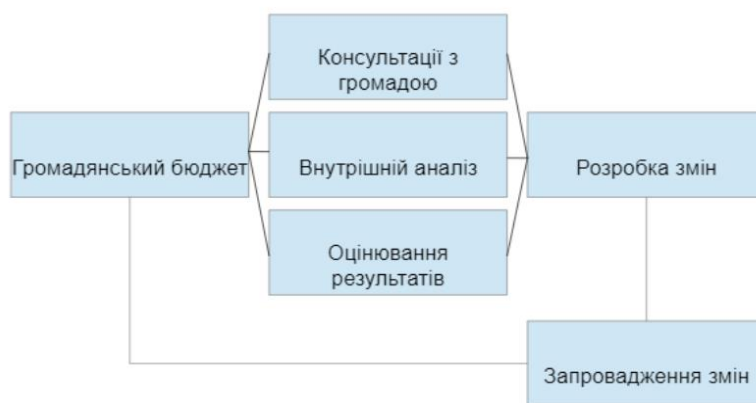 Консультації з
громадою
Громадянський бюджет
Внутрішній аналіз
Розробка змін
Оцінювання
результатів
Запровадження змін